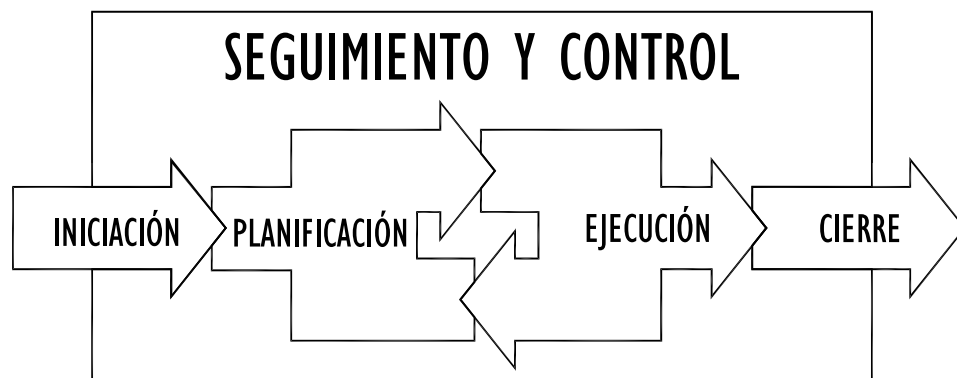 SEGUIMIENTO Y CONTROL
INICIACIÓN
PLANIFICACIÓN
EJECUCIÓN
CIERRE